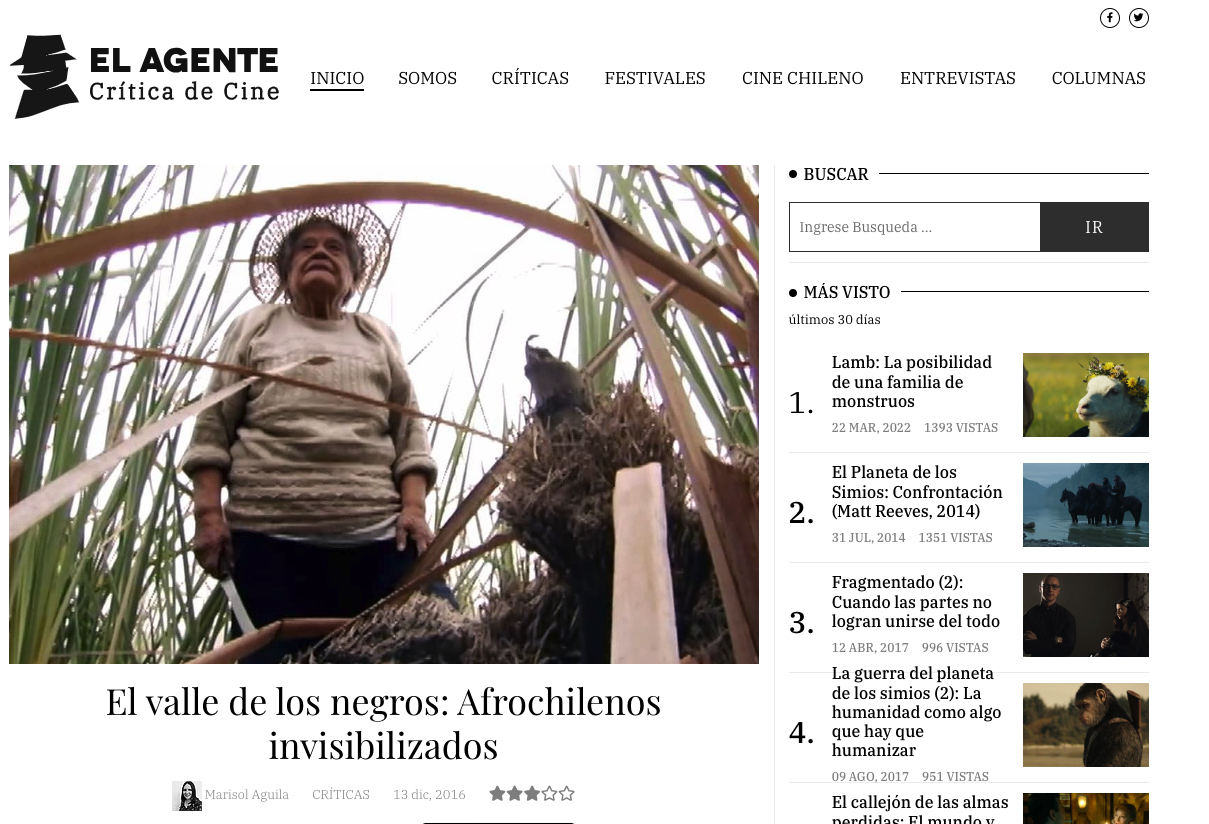 EL AGENTE
Crítica de Cine
INICIO SOMOS CRÍTICAS FESTIVALES CINE CHILENO ENTREVISTAS COLUMNAS
El valle de los negros: Afrochilenos
invisibilizados
Marisol Aguila CRÍTICAS 13 dic, 2016
BUSCAR
Ingrese Busqueda ... IR
MÁS VISTO
últimos 30 días
1.
Lamb: La posibilidad
de una familia de
monstruos
22 MAR, 2022 1393 VISTAS
2.
El Planeta de los
Simios: Confrontación
(Matt Reeves, 2014)
31 JUL, 2014 1351 VISTAS
3.
Fragmentado (2):
Cuando las partes no
logran unirse del todo
12 ABR, 2017 996 VISTAS
4.
La guerra del planeta
de los simios (2): La
humanidad como algo
que hay que
humanizar
09 AGO, 2017 951 VISTAS
El callejón de las almas
perdidas: El mundo y